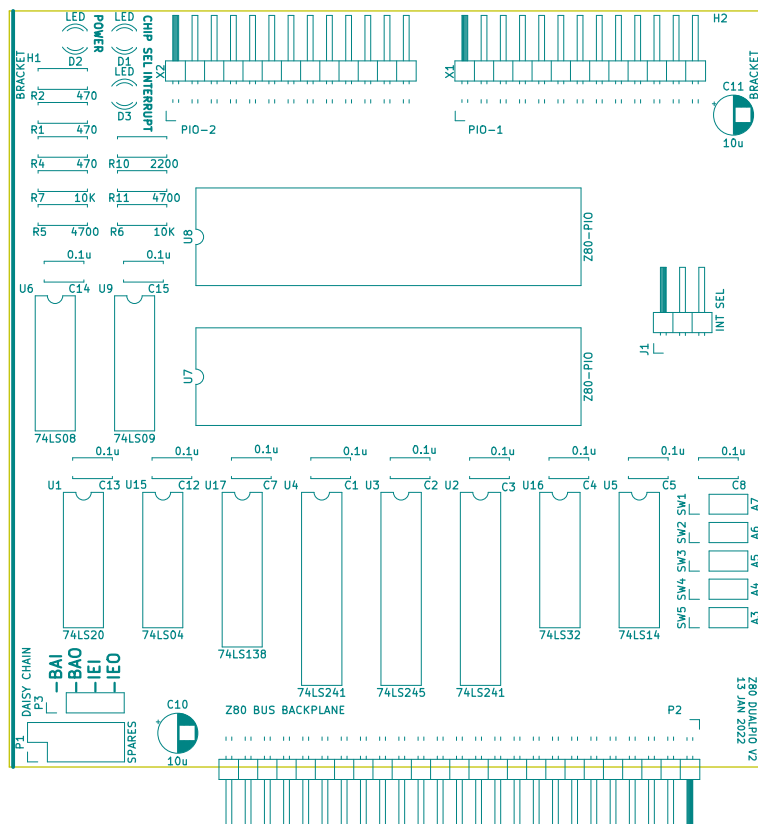 LED
POWER
D2
LED
D1
CHIP SEL INTERRUPT
LED
D3
H1
BRACKET
R2 470
R1 470
R4 470
R7 10K
R5 4700
R10 2200
R11 4700
R6 10K
X2
PIO-2
X1
PIO-1
H2
BRACKET
C11
10u
U8
Z80-PIO
U7
Z80-PIO
J1
INT SEL
0.1u
C14
U6
74LS08
0.1u
C15
U9
74LS09
0.1u
C13
U1
74LS20
0.1u
C12
U15
74LS04
0.1u
C7
U17
74LS138
0.1u
C1
U4
74LS241
0.1u
C2
U3
74LS245
0.1u
C3
U2
74LS241
0.1u
C4
U16
74LS32
0.1u
C5
U5
74LS14
0.1u
C8
SW1 A7
SW2 A6
SW3 A5
SW4 A4
SW5 A3
DAISY CHAIN
P3
BAI
BAO
IEI
IEO
P1
SPARES
C10
10u
Z80 BUS BACKPLANE
P2
Z80 DUALPIO V2
13 JAN 2022